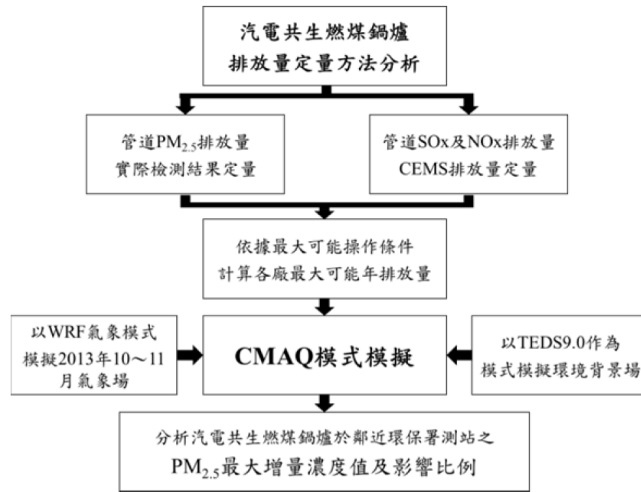 汽電共生燃煤鍋爐
排放量定量方法分析
管道PM2.5排放量
實際檢測結果定量
管道SOx及NOx排放量
CEMS排放量定量
依據最大可能操作條件
計算各廠最大可能年排放量
以WRF氣象模式
模擬2013年10～11
月氣象場
CMAQ模式模擬
以TEDS9.0作為
模式模擬環境背景場
分析汽電共生燃煤鍋爐於鄰近環保署測站之
PM2.5最大增量濃度值及影響比例